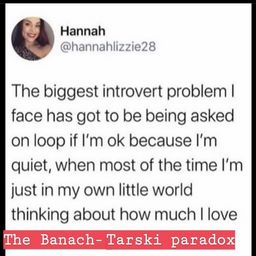 Hannah
@hannahlizzie28
The biggest introvert problem I
face has got to be being asked
on loop if I'm ok because I'm
quiet, when most of the time I'm
just in my own little world
thinking about how much I love
The Banach-Tarski paradox